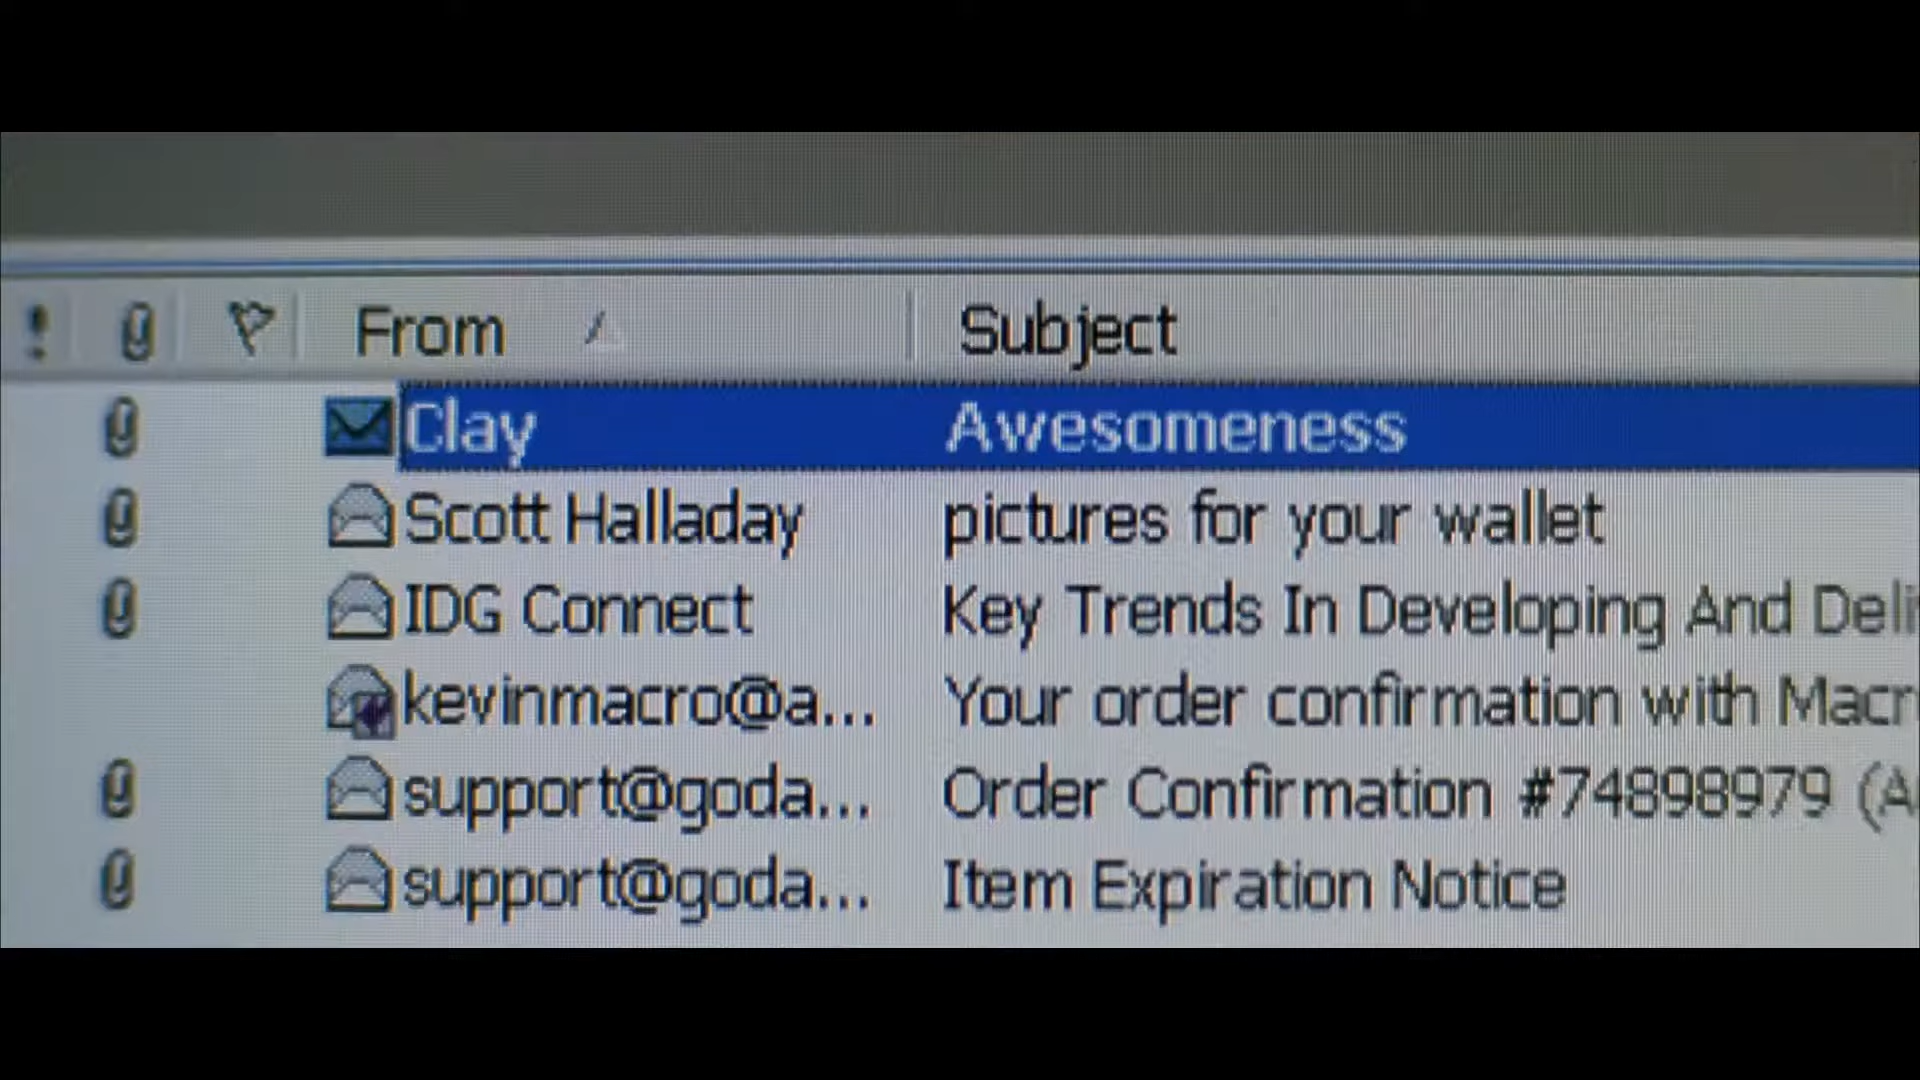 From Subject
Clay Awesomeness
Scott Halladay pictures for your wallet
IDG Connect Key Trends In Developing And Deli
kevinmacro@a... Your order confirmation with Macr
support@goda... Order Confirmation #74898979 (A
support@goda... Item Expiration Notice